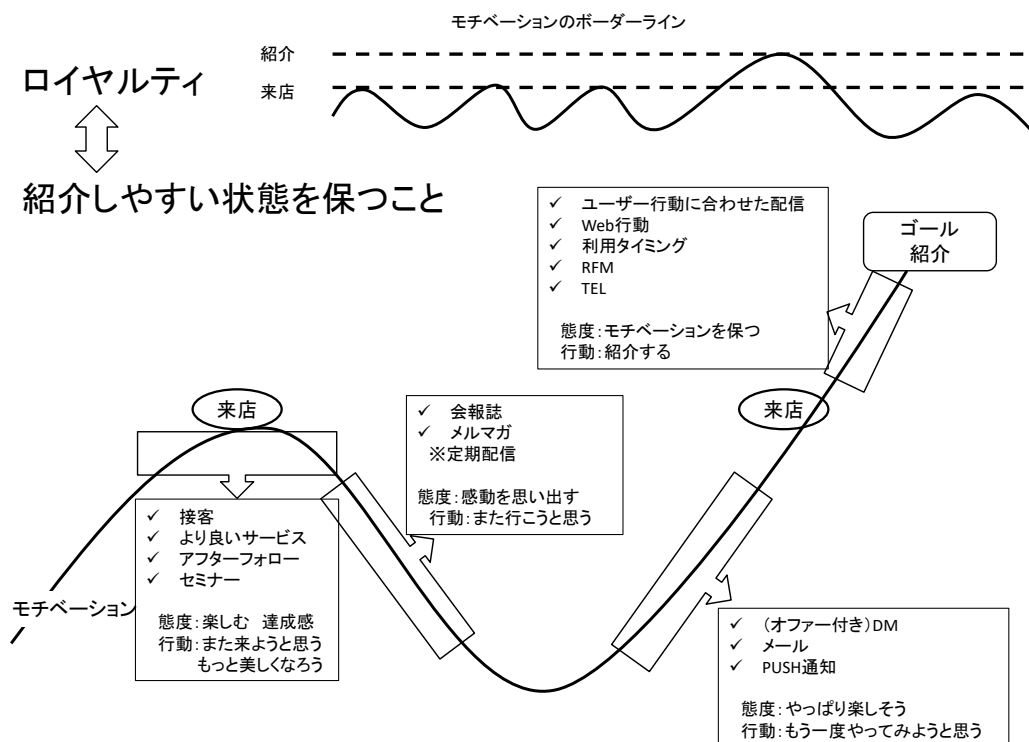 モチベーションのボーダーライン
紹介
来店
ロイヤルティ
紹介しやすい状態を保つこと
✓ ユーザー行動に合わせた配信
✓ Web行動
✓ 利用タイミング
✓ RFM
✓ TEL
態度:モチベーションを保つ
行動:紹介する
ゴール
紹介
来店
✓ 会報誌
✓ メルマガ
※定期配信
態度:感動を思い出す
行動:また行こうと思う
来店
✓ 接客
✓ より良いサービス
✓ アフターフォロー
✓ セミナー
態度:楽しむ 達成感
行動:また来ようと思う
もっと美しくなろう
モチベーション
✓ (オファー付き)DM
✓ メール
✓ PUSH通知
態度:やっぱり楽しそう
行動:もう一度やってみようと思う